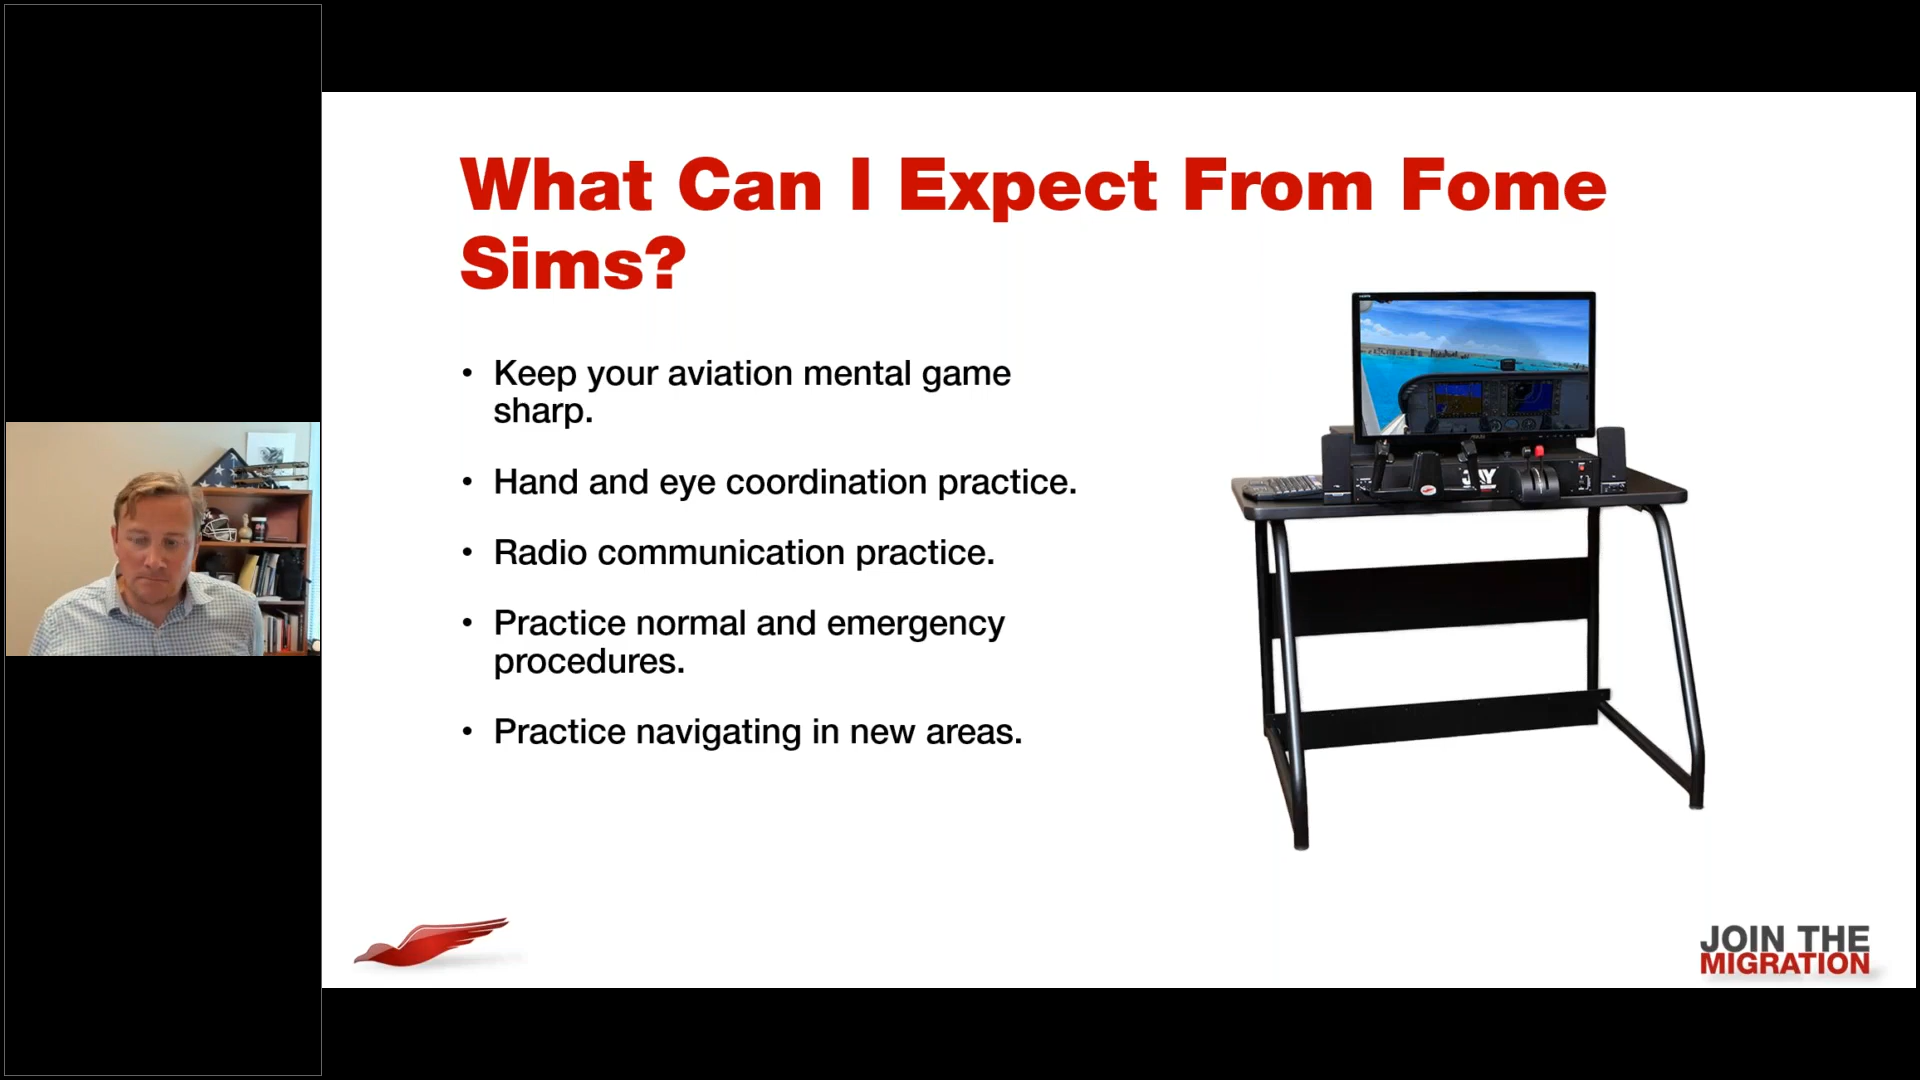 What Can I Expect From Fome
Sims?
• Keep your aviation mental game
sharp.
• Hand and eye coordination practice.
• Radio communication practice.
• Practice normal and emergency
procedures.
• Practice navigating in new areas.
JAY
JOIN THE
MIGRATION